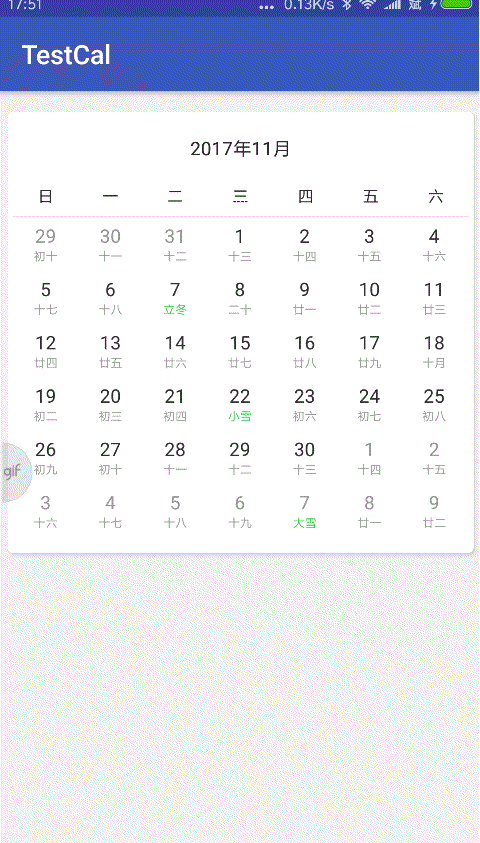 17:51 ... 0.13K/s
TestCal
2017年11月
日 一 二 三 四 五 六
29 30 31 1 2 3 4
初十 十一 十二 十三 十四 十五 十六
5 6 7 8 9 10 11
十七 十八 立冬 二十 廿一 廿二 廿三
12 13 14 15 16 17 18
廿四 廿五 廿六 廿七 廿八 廿九 十月
19 20 21 22 23 24 25
初二 初三 初四 小雪 初六 初七 初八
26 27 28 29 30 1 2
gif 初九 初十 十一 十二 十三 十四 十五
3 4 5 6 7 8 9
十六 十七 十八 十九 大雪 廿一 廿二